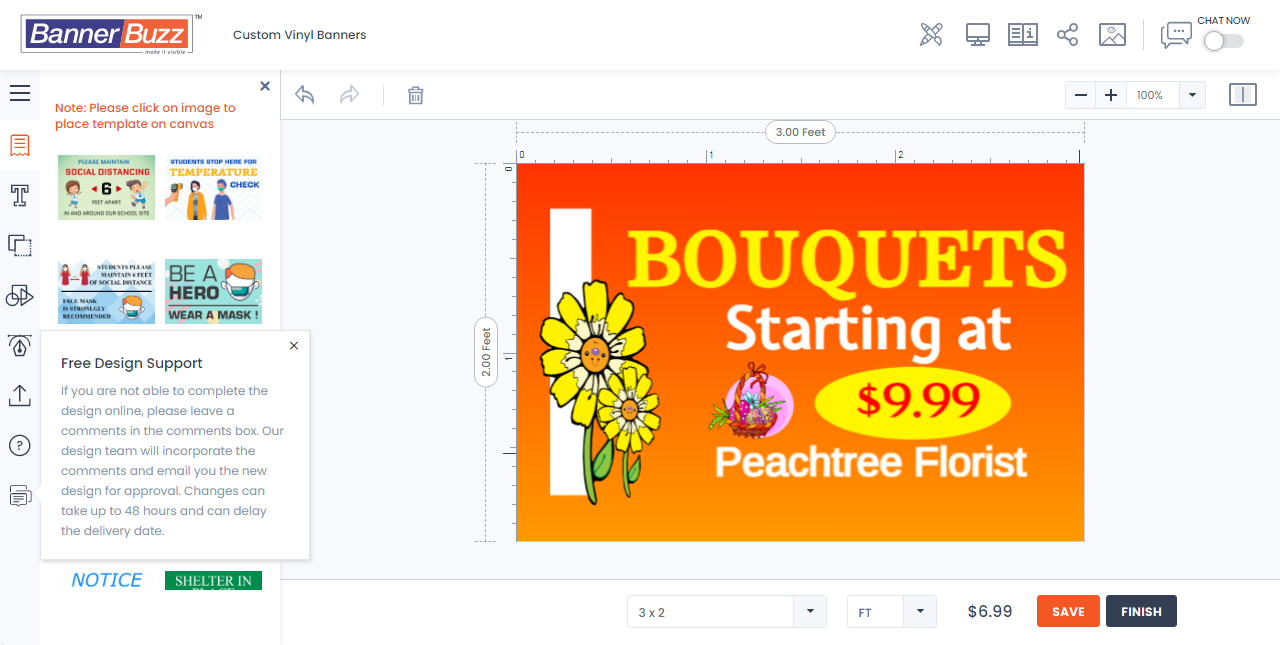 BannerBuzz™
make it visible
Custom Vinyl Banners
CHAT NOW
Note: Please click on image to
place template on canvas
100%
PLEASE MAINTAIN
SOCIAL DISTANCING
6
FEET APART
IN AND AROUND OUR SCHOOL SITE
STUDENTS STOP HERE FOR
TEMPERATURE
CHECK
STUDENTS PLEASE
MAINTAIN 6 FEET
OF SOCIAL DISTANCE
FACE MASK
IS STRONLGLY
RECOMMENDED
BE A
HERO
WEAR A MASK !
Free Design Support
If you are not able to complete the
design online, please leave a
comments in the comments box. Our
design team will incorporate the
comments and email you the new
design for approval. Changes can
take up to 48 hours and can delay
the delivery date.
NOTICE
SHELTER IN
PLACE
3.00 Feet
0 1 2
0
1
2.00 Feet
BOUQUETS
Starting at
$9.99
Peachtree Florist
3 x 2
FT
$6.99
SAVE
FINISH